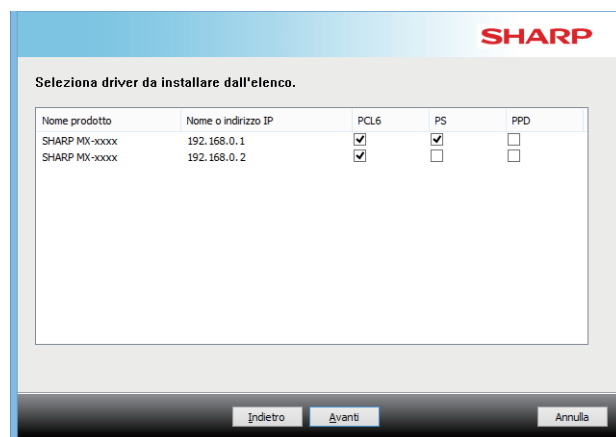 SHARP
Seleziona driver da installare dall'elenco.
Nome prodotto Nome o indirizzo IP PCL6 PS PPD
SHARP MX-xxxx 192.168.0.1
SHARP MX-xxxx 192.168.0.2
Indietro Avanti Annulla